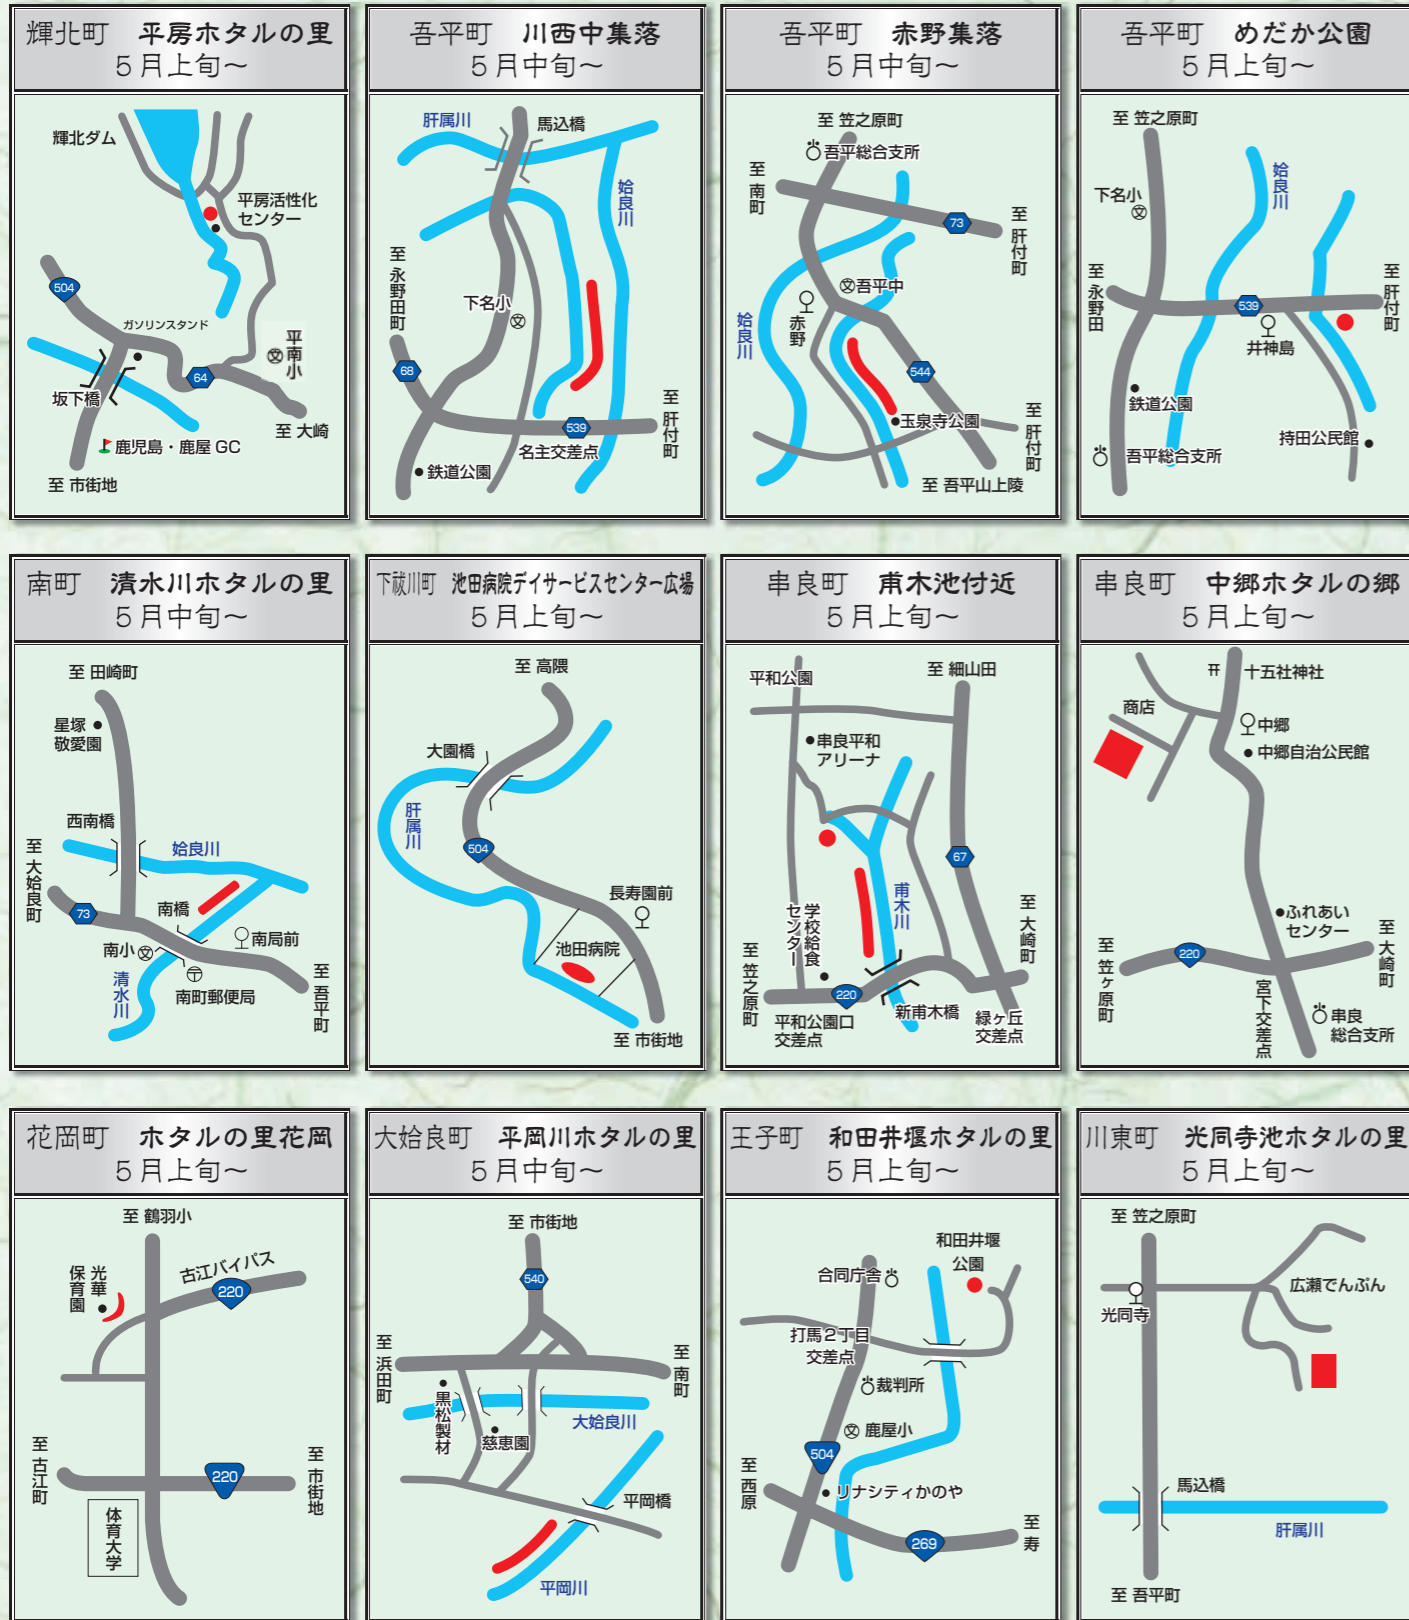 輝北町 平房ホタルの里
5月上旬～
輝北ダム
平房活性化
センター
504
ガソリンスタンド
平南小
文
坂下橋
64
至 大崎
鹿児島・鹿屋 GC
至 市街地
吾平町 川西中集落
5月中旬～
肝属川
馬込橋
姶良川
至 永野田町
下名小
文
68
至 肝付町
539
名主交差点
鉄道公園
吾平町 赤野集落
5月中旬～
至 笠之原町
吾平総合支所
至 南町
73
至 肝付町
文吾平中
赤野
姶良川
544
玉泉寺公園
至 肝付町
至 吾平山上陵
吾平町 めだか公園
5月上旬～
至 笠之原町
姶良川
下名小
文
至 永野田
至 肝付町
539
井神島
鉄道公園
持田公民館
吾平総合支所
南町 清水川ホタルの里
5月中旬～
至 田崎町
星塚
敬愛園
西南橋
姶良川
至 大姶良町
73
南橋
南小文
南局前
南町郵便局
清水川
至 吾平町
下祓川町 池田病院デイサービスセンター広場
5月上旬～
至 高隈
大園橋
肝属川
504
長寿園前
池田病院
至 市街地
串良町 甫木池付近
5月上旬～
平和公園
至 細山田
串良平和
アリーナ
67
甫木川
学校給食
センター
至 大崎町
至 笠之原町
220
新甫木橋
平和公園口
交差点
緑ヶ丘
交差点
串良町 中郷ホタルの郷
5月上旬～
十五社神社
商店
中郷
中郷自治公民館
ふれあい
センター
至 大崎町
至 笠ヶ原町
220
宮下交差点
串良
総合支所
花岡町 ホタルの里花岡
5月上旬～
至 鶴羽小
古江バイパス
光華
保育園
220
至 古江町
220
至 市街地
体育大学
大姶良町 平岡川ホタルの里
5月中旬～
至 市街地
540
至 浜田町
至 南町
黒松製材
大姶良川
慈恵園
平岡橋
平岡川
王子町 和田井堰ホタルの里
5月上旬～
和田井堰
公園
合同庁舎
打馬2丁目
交差点
裁判所
文 鹿屋小
504
至 西原
リナシティかのや
269
至 寿
川東町 光同寺池ホタルの里
5月上旬～
至 笠之原町
広瀬でんぷん
光同寺
馬込橋
肝属川
至 吾平町